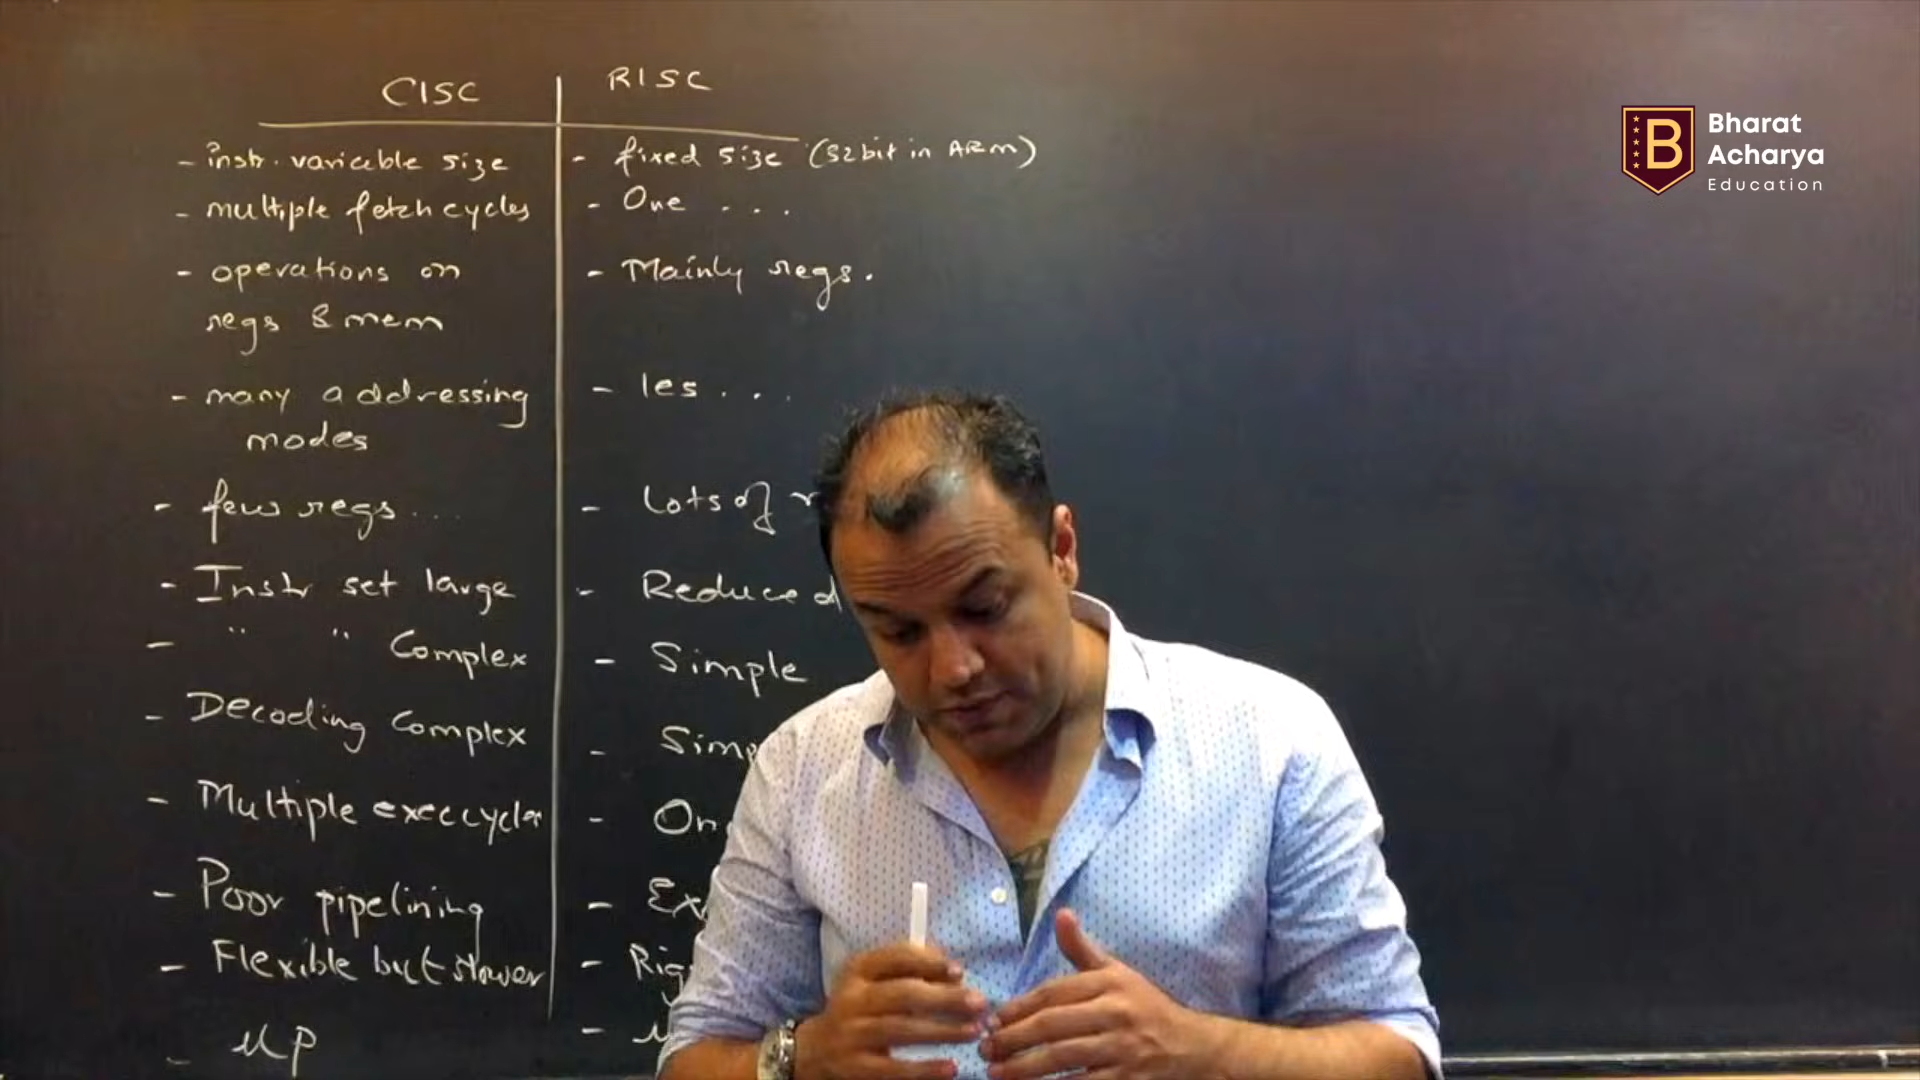 CISC
RISC
- instr. variable size
- fixed size (32bit in ARM)
- multiple fetch cycles
- One . . .
- operations on
regs & mem
- Mainly regs.
- many addressing
modes
- les . . .
- few regs . . .
- Lots of
- Instr set large
- Reduced
- " " Complex
- Simple
- Decoding Complex
-
- Multiple exec cycles
-
- Poor pipelining
-
- Flexible but slower
-
- μP
-
B
Bharat
Acharya
Education